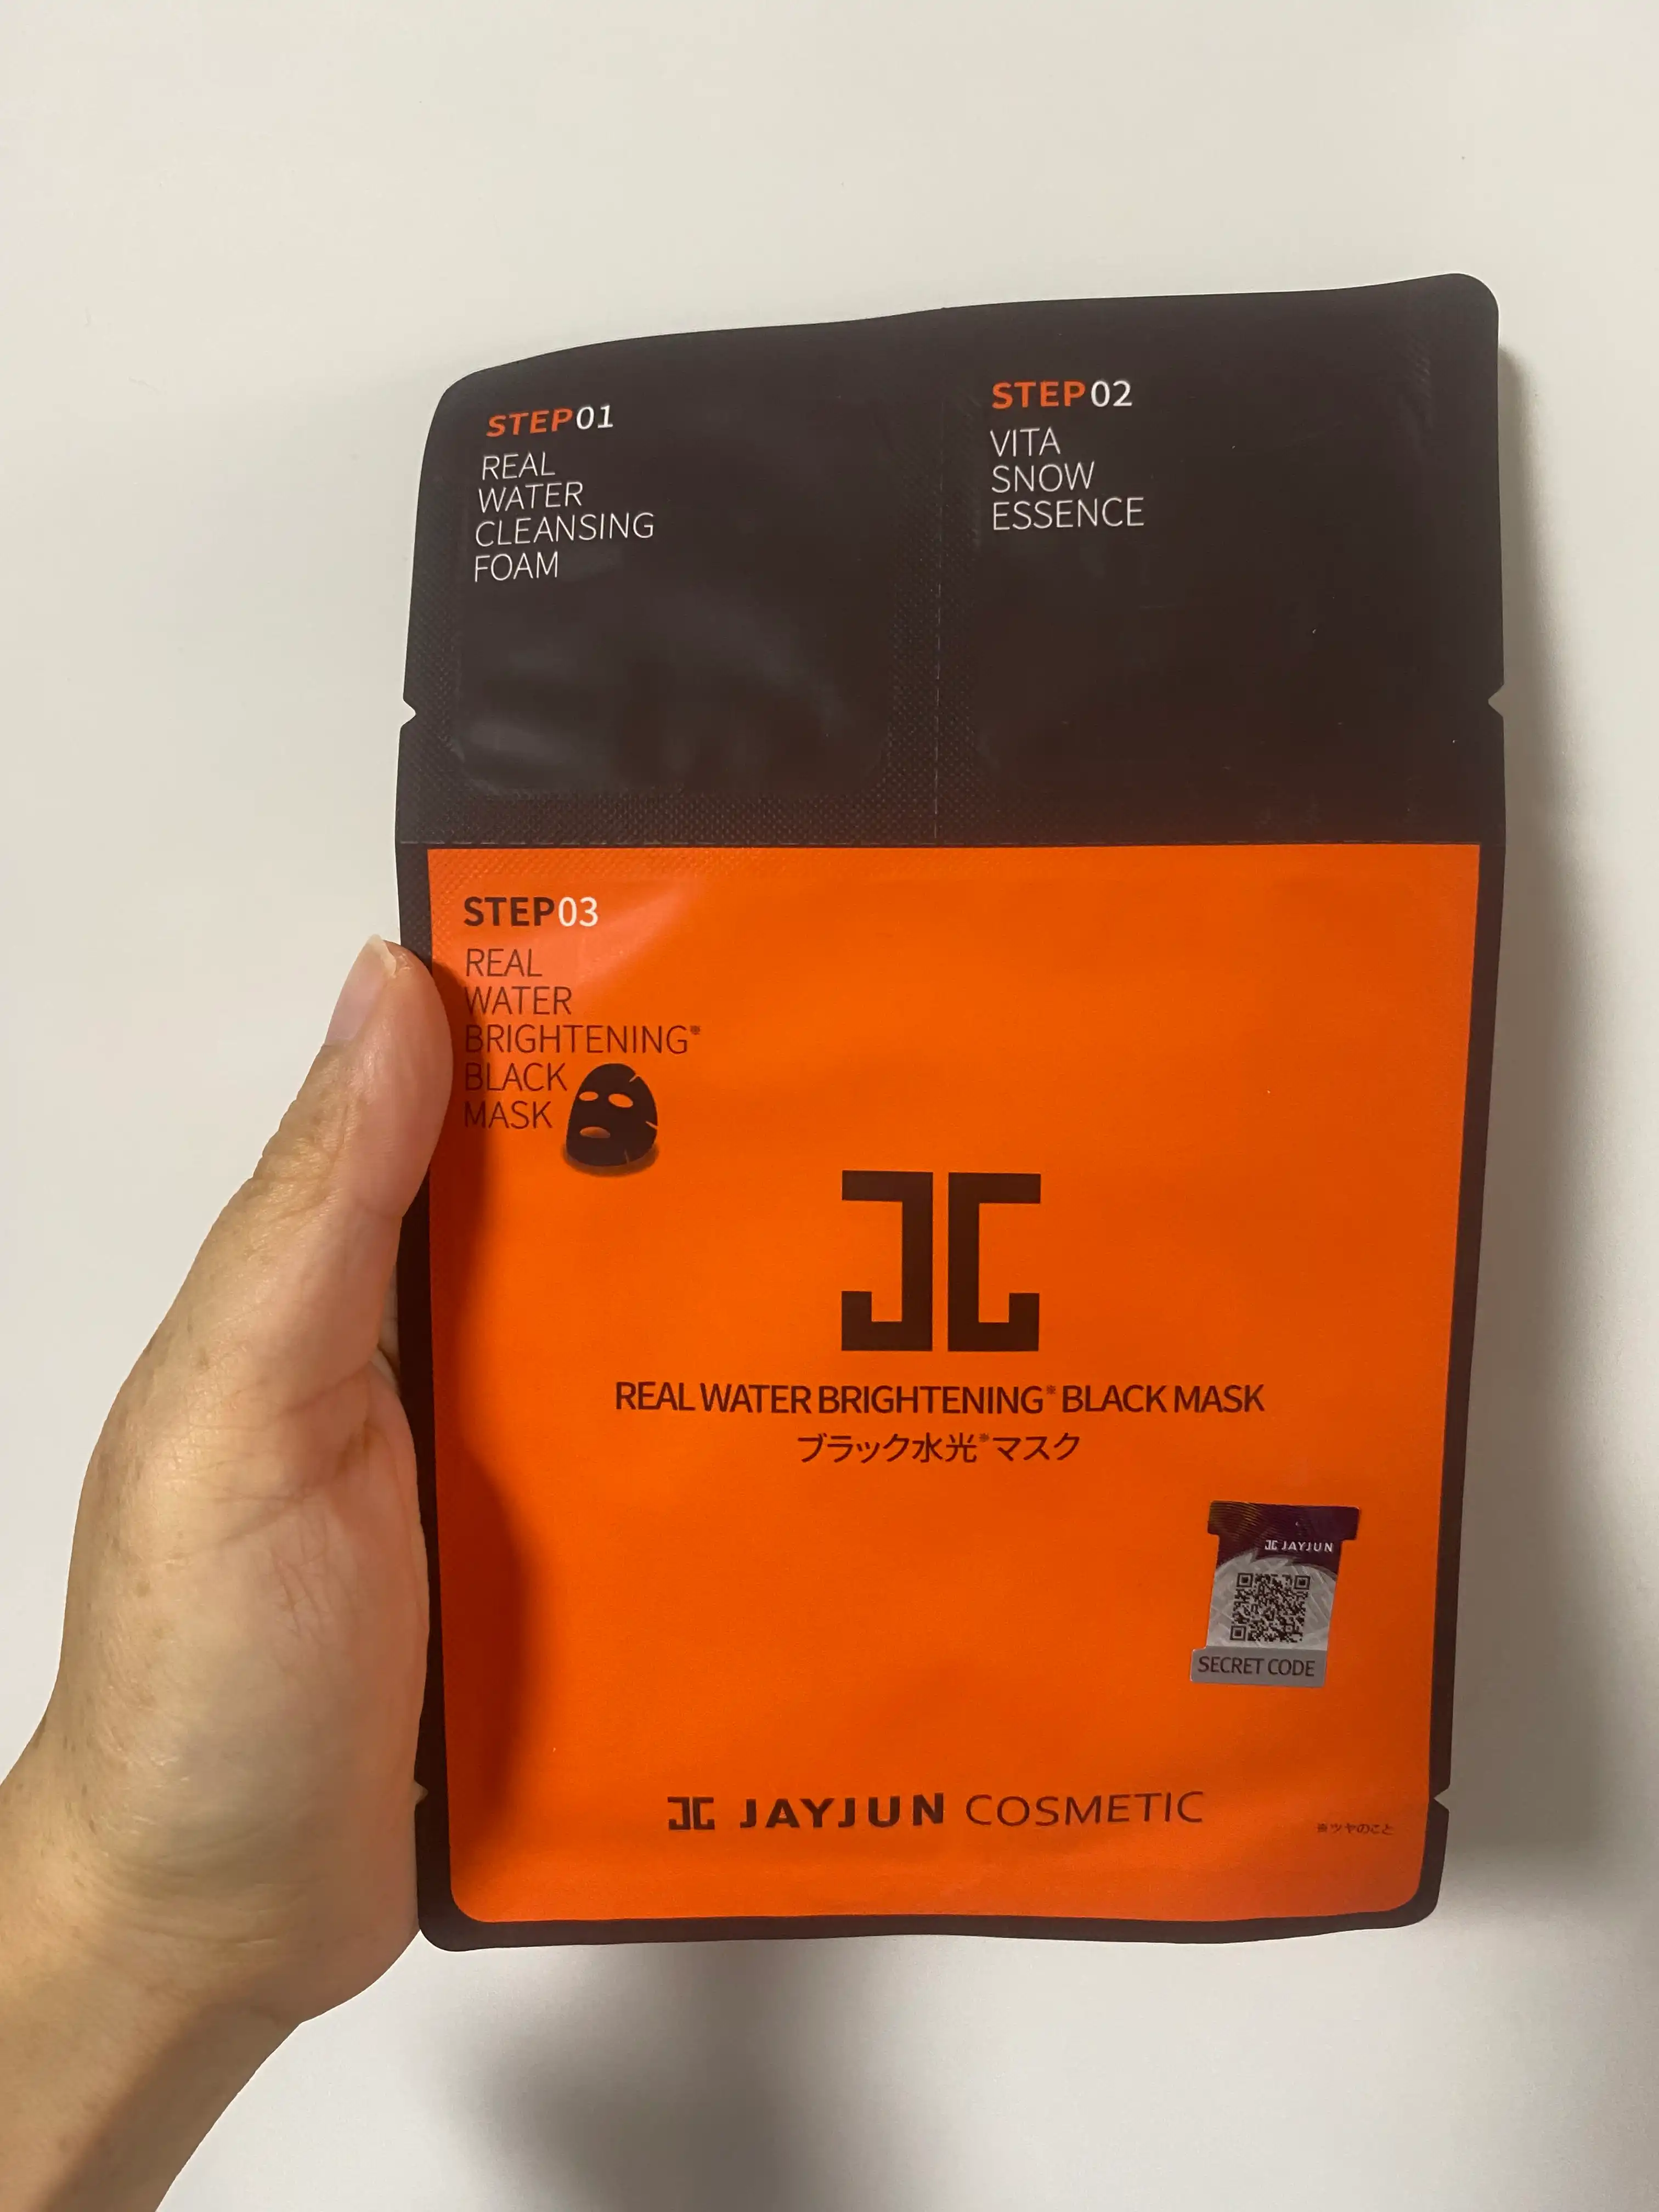 STEP01
REAL
WATER
CLEANSING
FOAM
STEP02
VITA
SNOW
ESSENCE
STEP03
REAL
WATER
BRIGHTENING※
BLACK
MASK
REAL WATER BRIGHTENING※ BLACK MASK
ブラック水光※マスク
JAYJUN
SECRET CODE
JAYJUN COSMETIC
※ツヤのこと